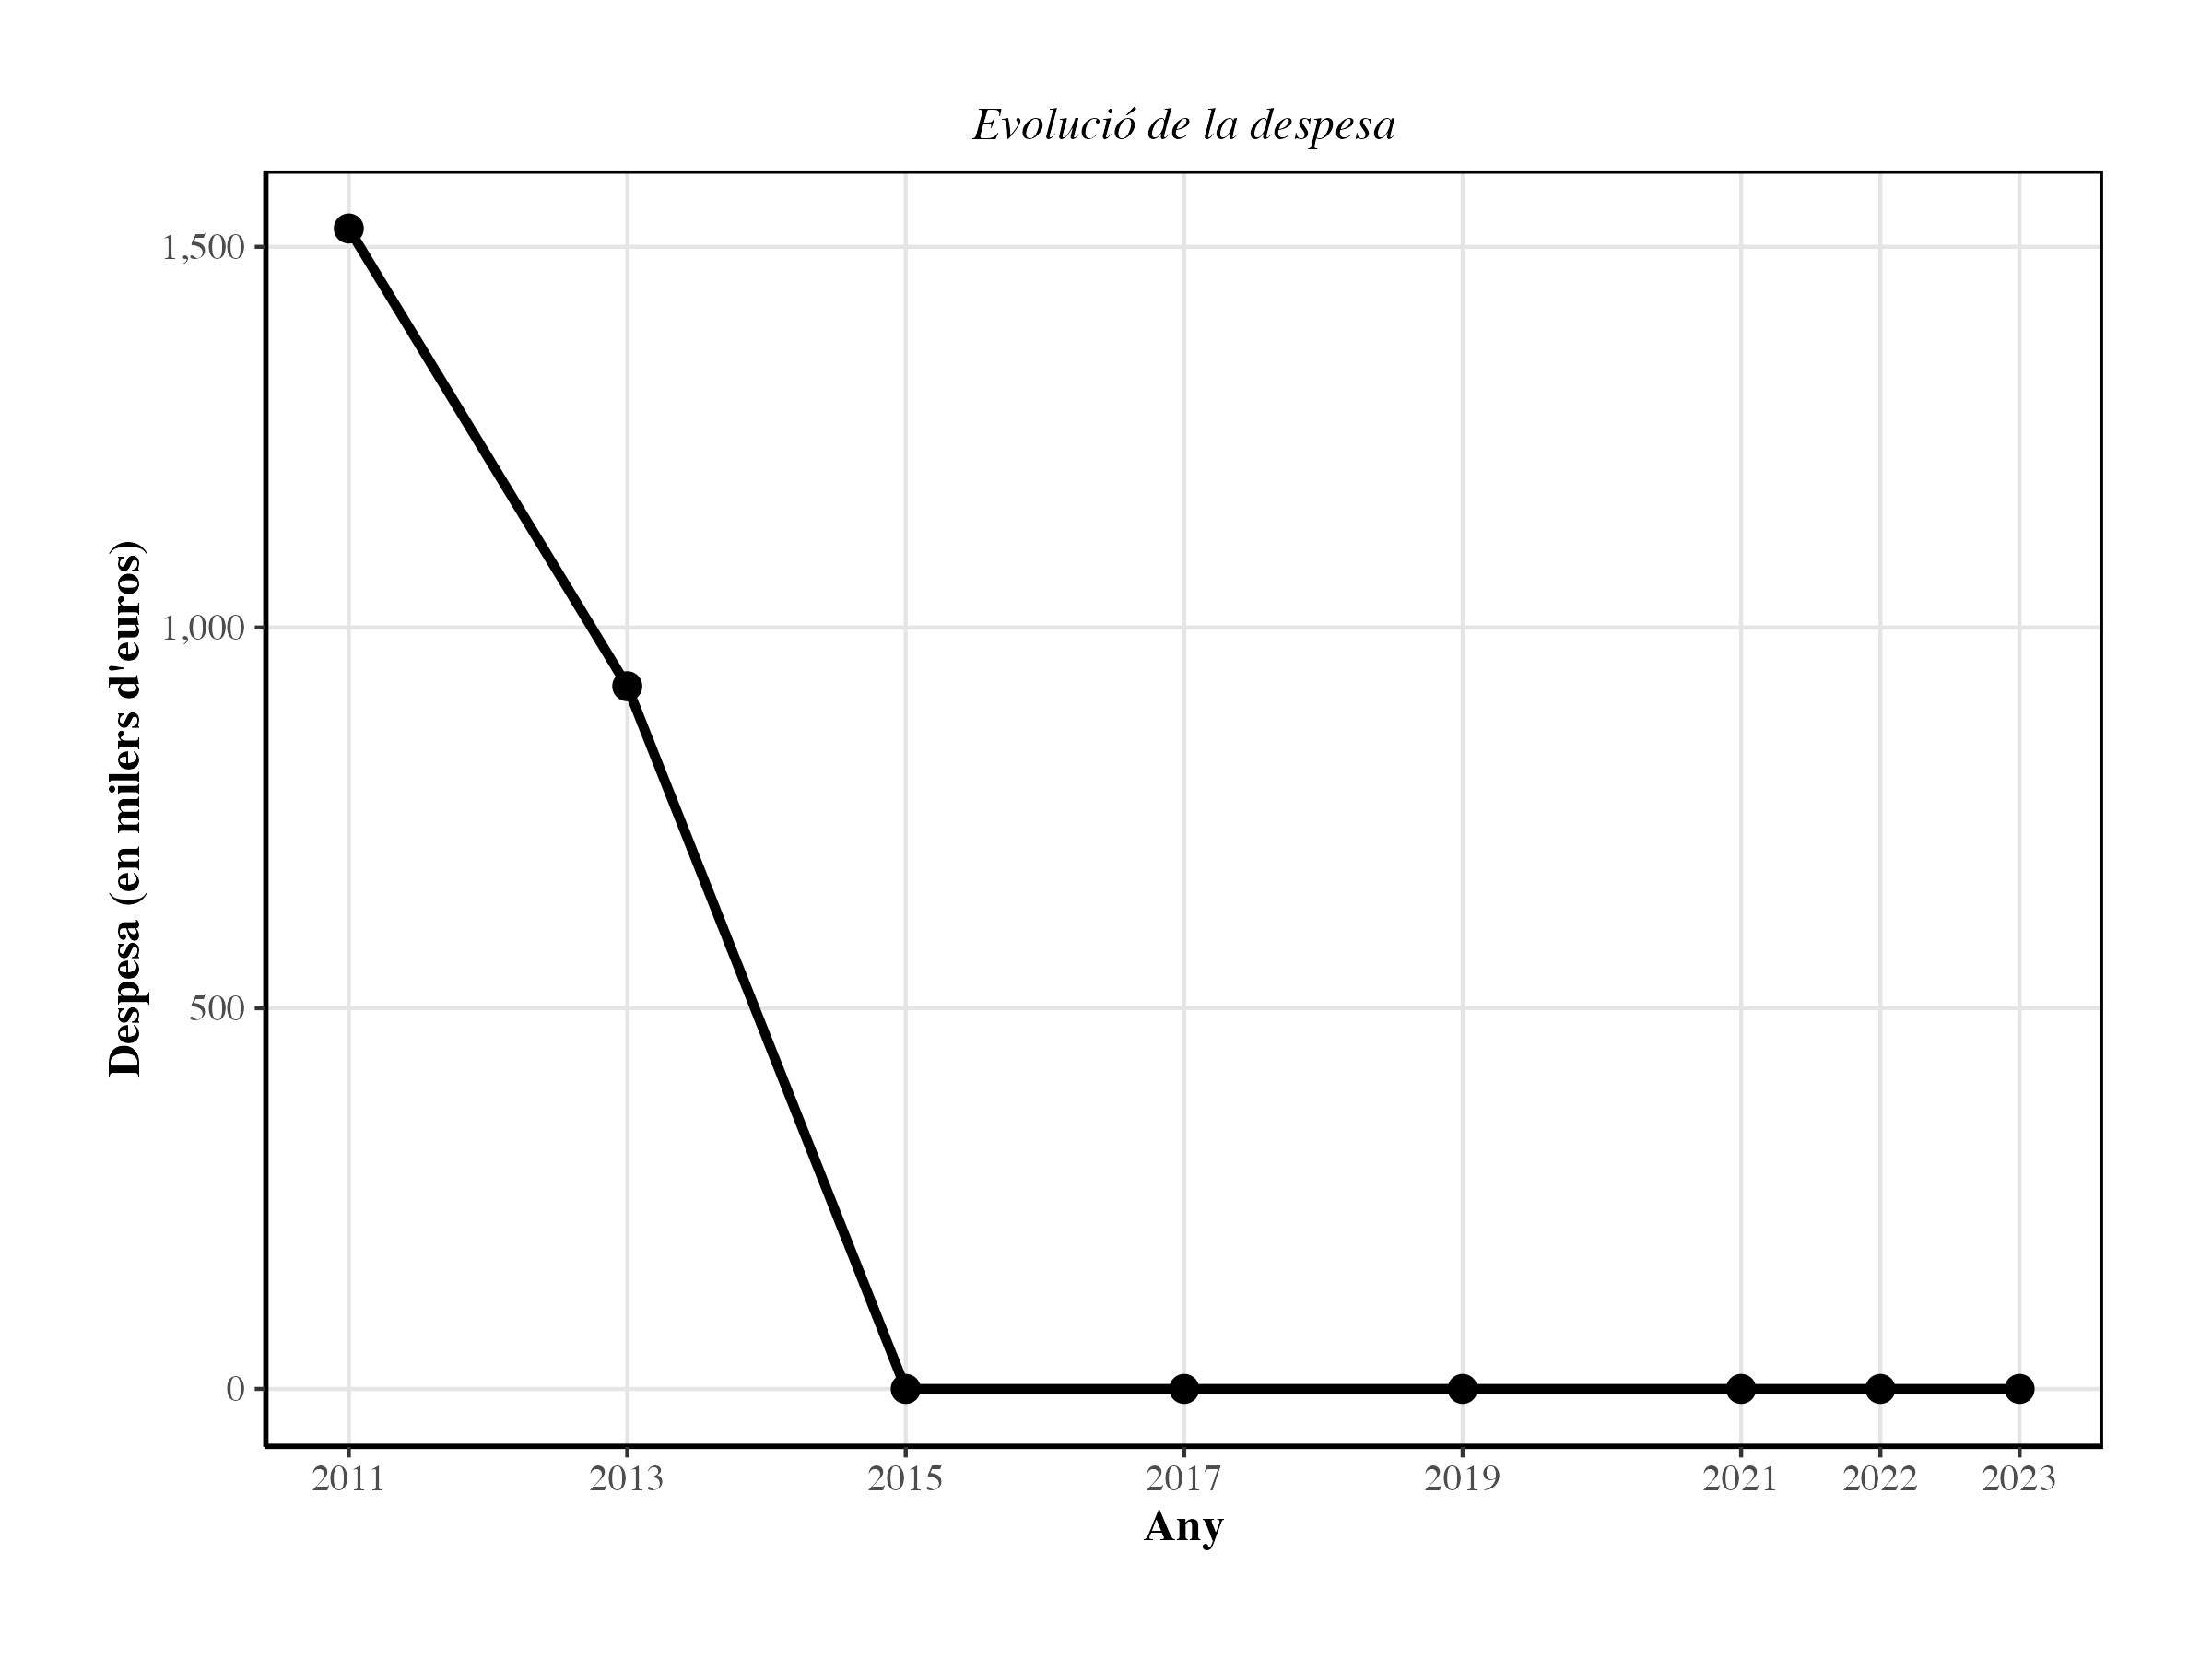 Evolució de la despesa
Despesa (en milers d'euros)
1,500
1,000
500
0
2011 2013 2015 2017 2019 2021 2022 2023
Any